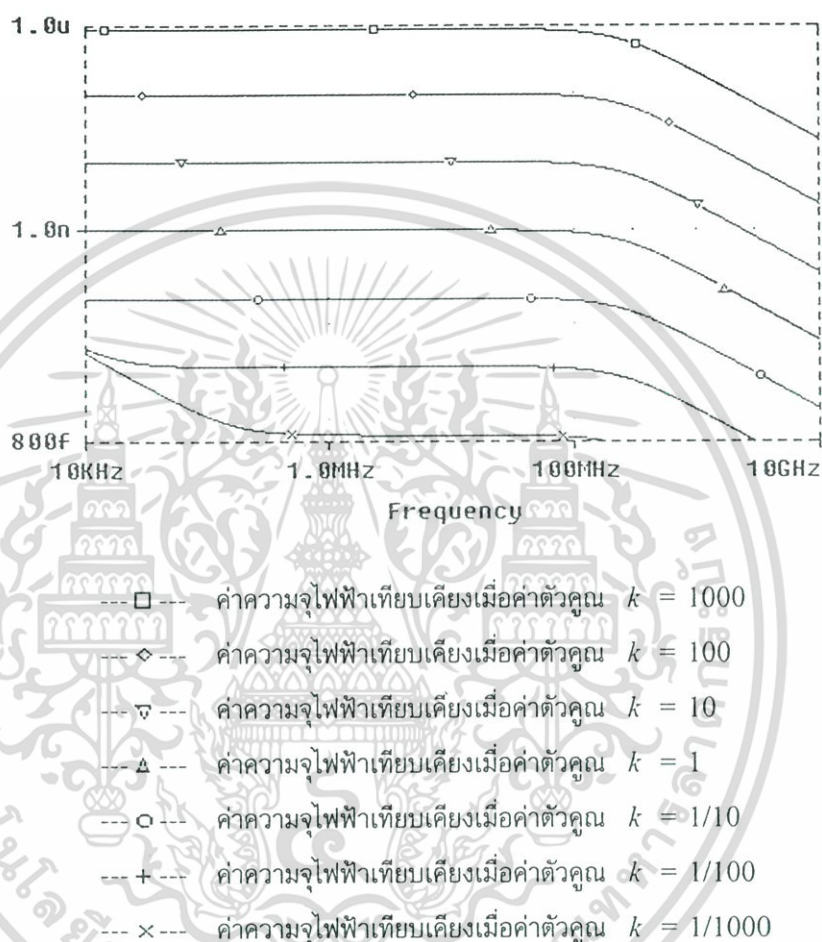 1.0u
1.0n
800f
10KHz 1.0MHz 100MHz 10GHz
Frequency
---□--- ค่าความจุไฟฟ้าเทียบเคียงเมื่อค่าตัวคูณ k = 1000
---◇--- ค่าความจุไฟฟ้าเทียบเคียงเมื่อค่าตัวคูณ k = 100
---▽--- ค่าความจุไฟฟ้าเทียบเคียงเมื่อค่าตัวคูณ k = 10
---△--- ค่าความจุไฟฟ้าเทียบเคียงเมื่อค่าตัวคูณ k = 1
---○--- ค่าความจุไฟฟ้าเทียบเคียงเมื่อค่าตัวคูณ k = 1/10
---+--- ค่าความจุไฟฟ้าเทียบเคียงเมื่อค่าตัวคูณ k = 1/100
---×--- ค่าความจุไฟฟ้าเทียบเคียงเมื่อค่าตัวคูณ k = 1/1000